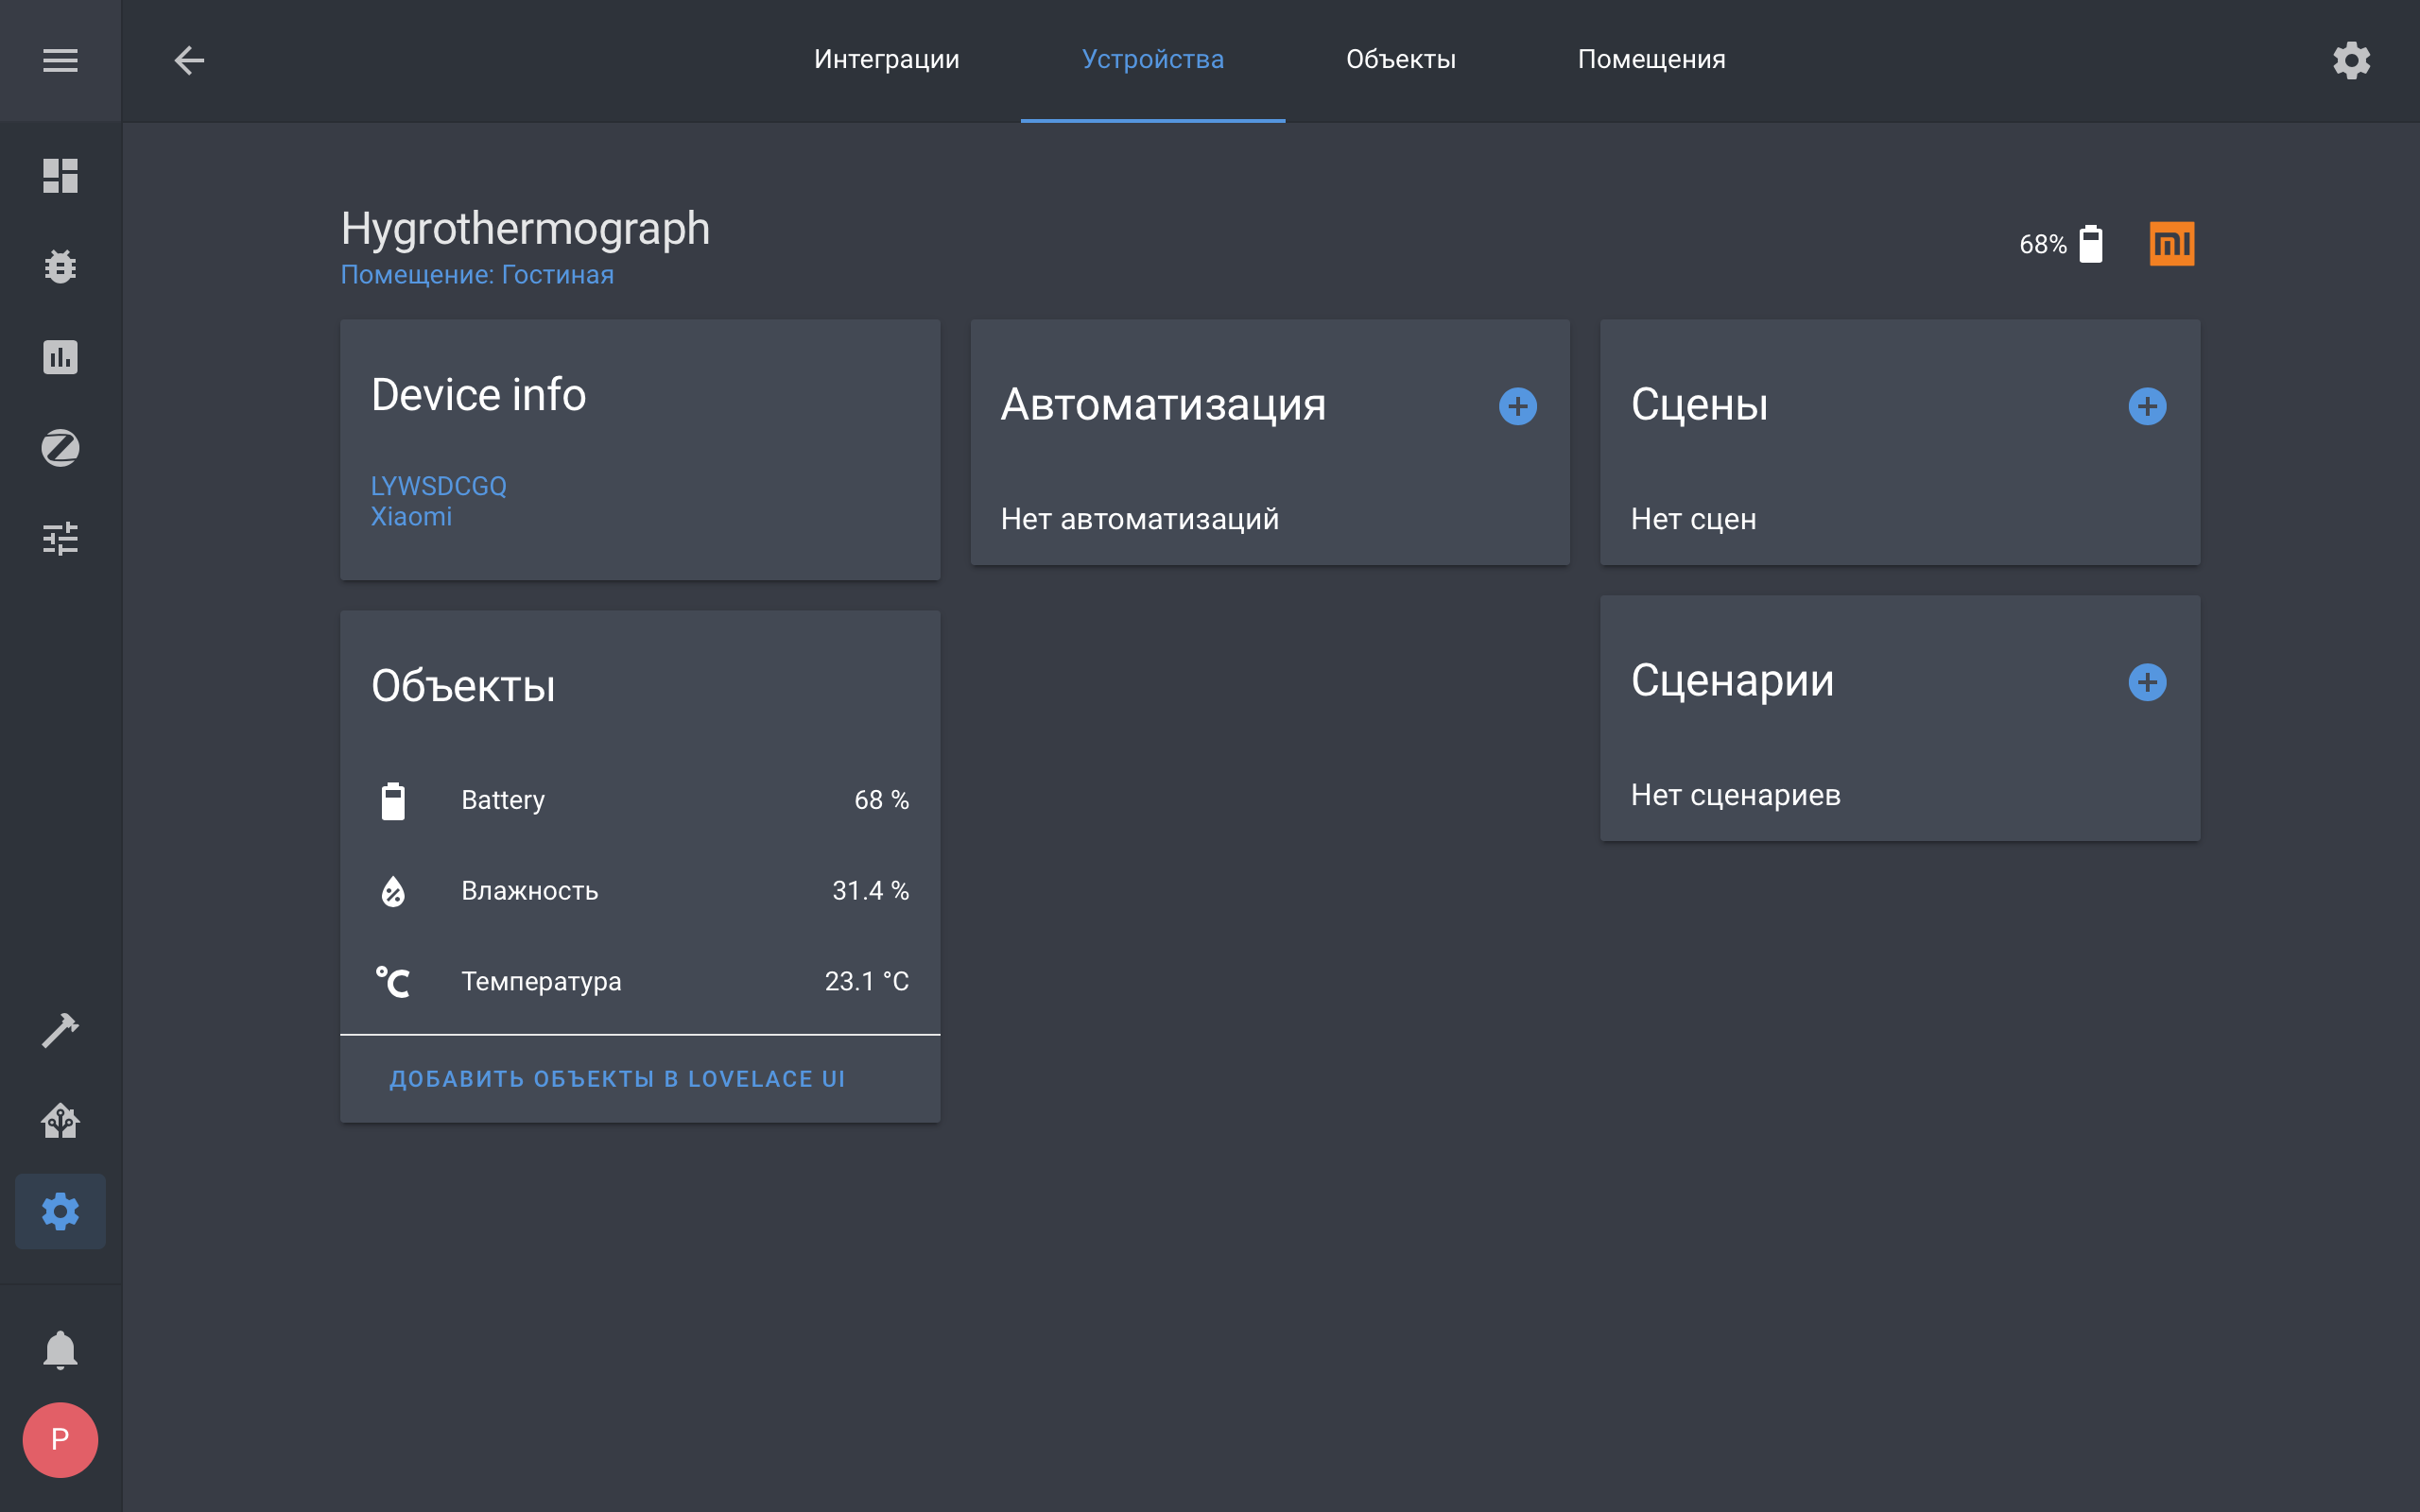 Интеграции
Устройства
Объекты
Помещения
Hygrothermograph
Помещение: Гостиная
68%
Device info
LYWSDCGQ
Xiaomi
Автоматизация
Нет автоматизаций
Сцены
Нет сцен
Объекты
Battery 68 %
Влажность 31.4 %
Температура 23.1 °C
ДОБАВИТЬ ОБЪЕКТЫ В LOVELACE UI
Сценарии
Нет сценариев
P